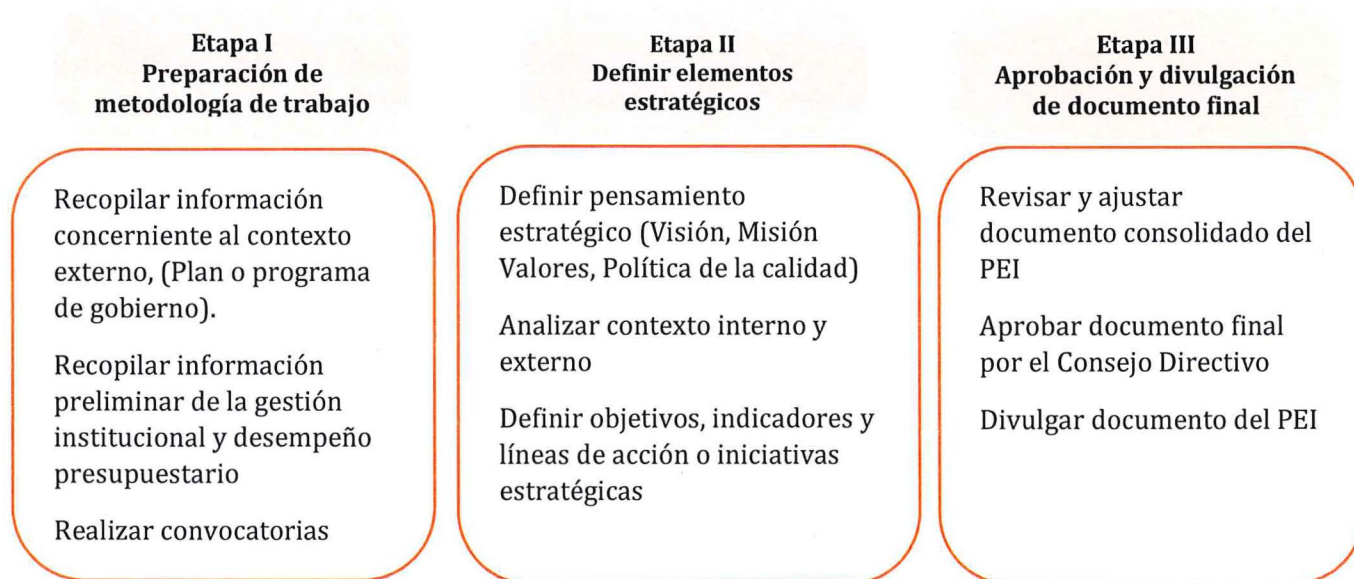 Etapa I
Preparación de
metodología de trabajo
Recopilar información
concerniente al contexto
externo, (Plan o programa
de gobierno).
Recopilar información
preliminar de la gestión
institucional y desempeño
presupuestario
Realizar convocatorias
Etapa II
Definir elementos
estratégicos
Definir pensamiento
estratégico (Visión, Misión
Valores, Política de la calidad)
Analizar contexto interno y
externo
Definir objetivos, indicadores y
líneas de acción o iniciativas
estratégicas
Etapa III
Aprobación y divulgación
de documento final
Revisar y ajustar
documento consolidado del
PEI
Aprobar documento final
por el Consejo Directivo
Divulgar documento del PEI